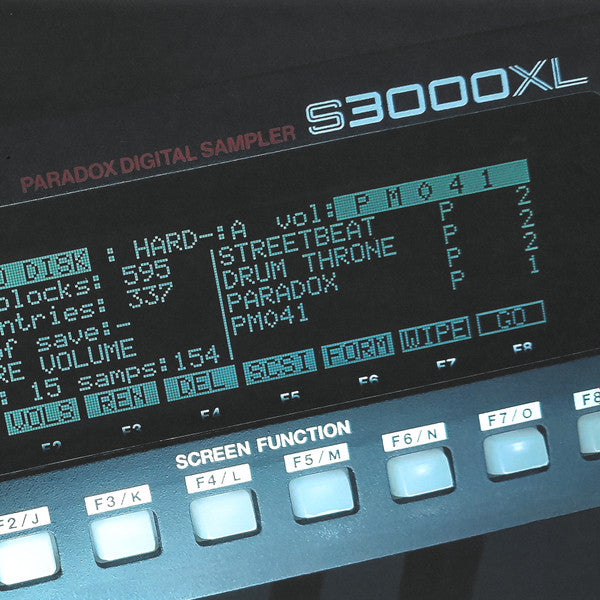 S3000XL
PARADOX DIGITAL SAMPLER
DISK : HARD-:A vol: PM041
blocks: 595 STREETBEAT P 2
entries: 337 DRUM THRONE P 2
of save:- PARADOX P 2
RE VOLUME PM041 P 1
: 15 samps:154
VOLS REN DEL SCSI FORM WIPE GO
F2 F3 F4 F5 F6 F7 F8
SCREEN FUNCTION
F2/J F3/K F4/L F5/M F6/N F7/O F8